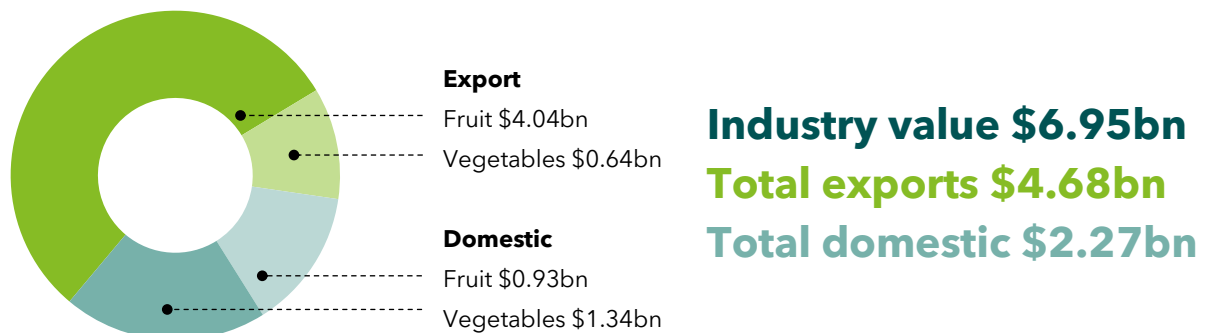 Export
Fruit $4.04bn
Vegetables $0.64bn
Domestic
Fruit $0.93bn
Vegetables $1.34bn
Industry value $6.95bn
Total exports $4.68bn
Total domestic $2.27bn